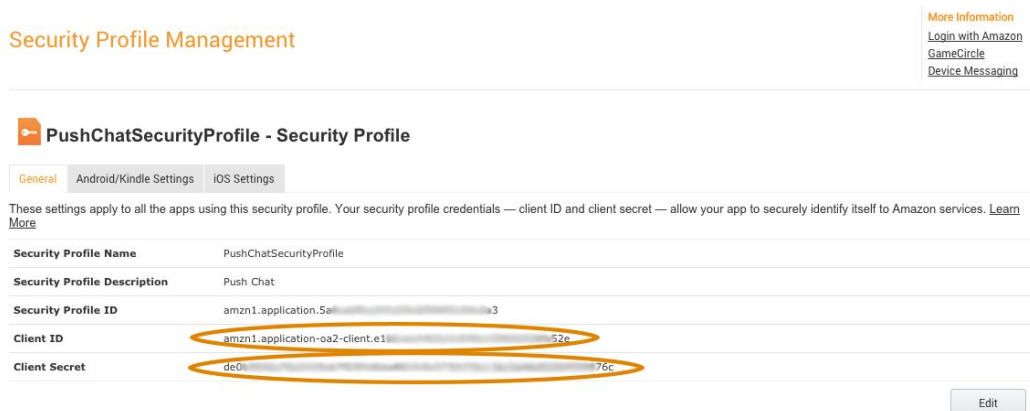 More Information
Security Profile Management
Login with Amazon
GameCircle
Device Messaging
PushChatSecurityProfile - Security Profile
General Android/Kindle Settings iOS Settings
These settings apply to all the apps using this security profile. Your security profile credentials — client ID and client secret — allow your app to securely identify itself to Amazon services. Learn
More
Security Profile Name PushChatSecurityProfile
Security Profile Description Push Chat
Security Profile ID amzn1.application.5a a3
Client ID amzn1.application-oa2-client.e1 52e
Client Secret de0 76c
Edit